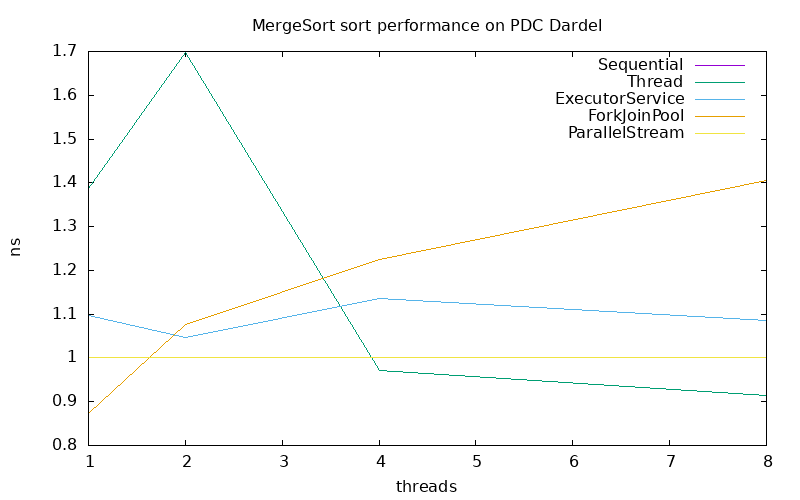 MergeSort sort performance on PDC Dardel
1.7
1.6
1.5
1.4
1.3
1.2
1.1
1
0.9
0.8
ns
Sequential
Thread
ExecutorService
ForkJoinPool
ParallelStream
1 2 3 4 5 6 7 8
threads